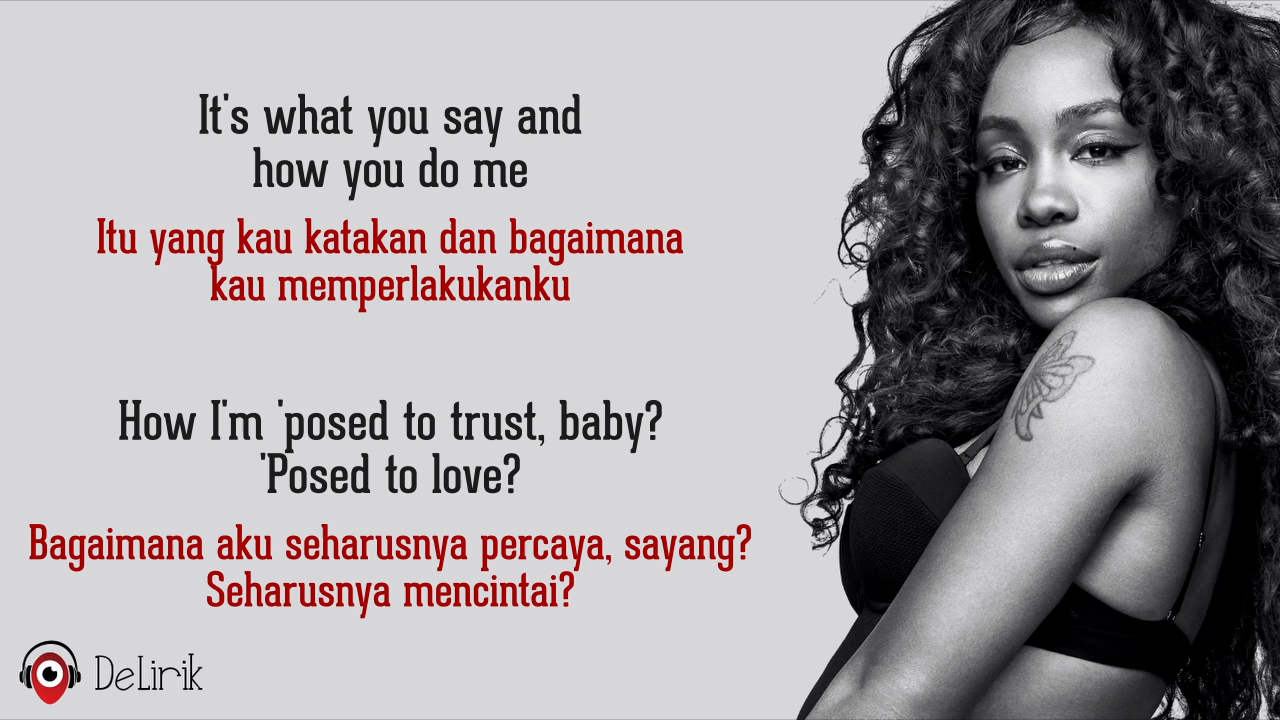 It's what you say and
how you do me
Itu yang kau katakan dan bagaimana
kau memperlakukanku
How I'm 'posed to trust, baby?
'Posed to love?
Bagaimana aku seharusnya percaya, sayang?
Seharusnya mencintai?
DeLirik